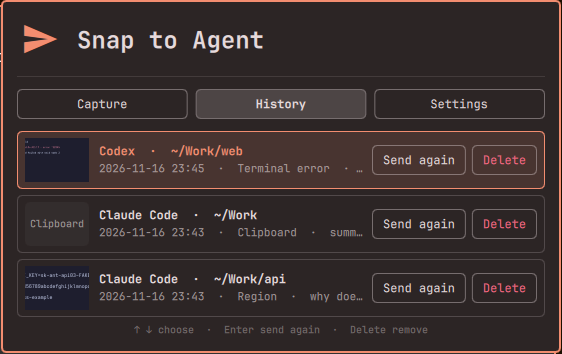 Snap to Agent
Capture
History
Settings
Codex · ~/Work/web
2026-11-16 23:45 · Terminal error · …
Send again
Delete
Clipboard
Claude Code · ~/Work
2026-11-16 23:43 · Clipboard · summ…
Send again
Delete
Claude Code · ~/Work/api
2026-11-16 23:43 · Region · why doe…
Send again
Delete
↑↓ choose · Enter send again · Delete remove